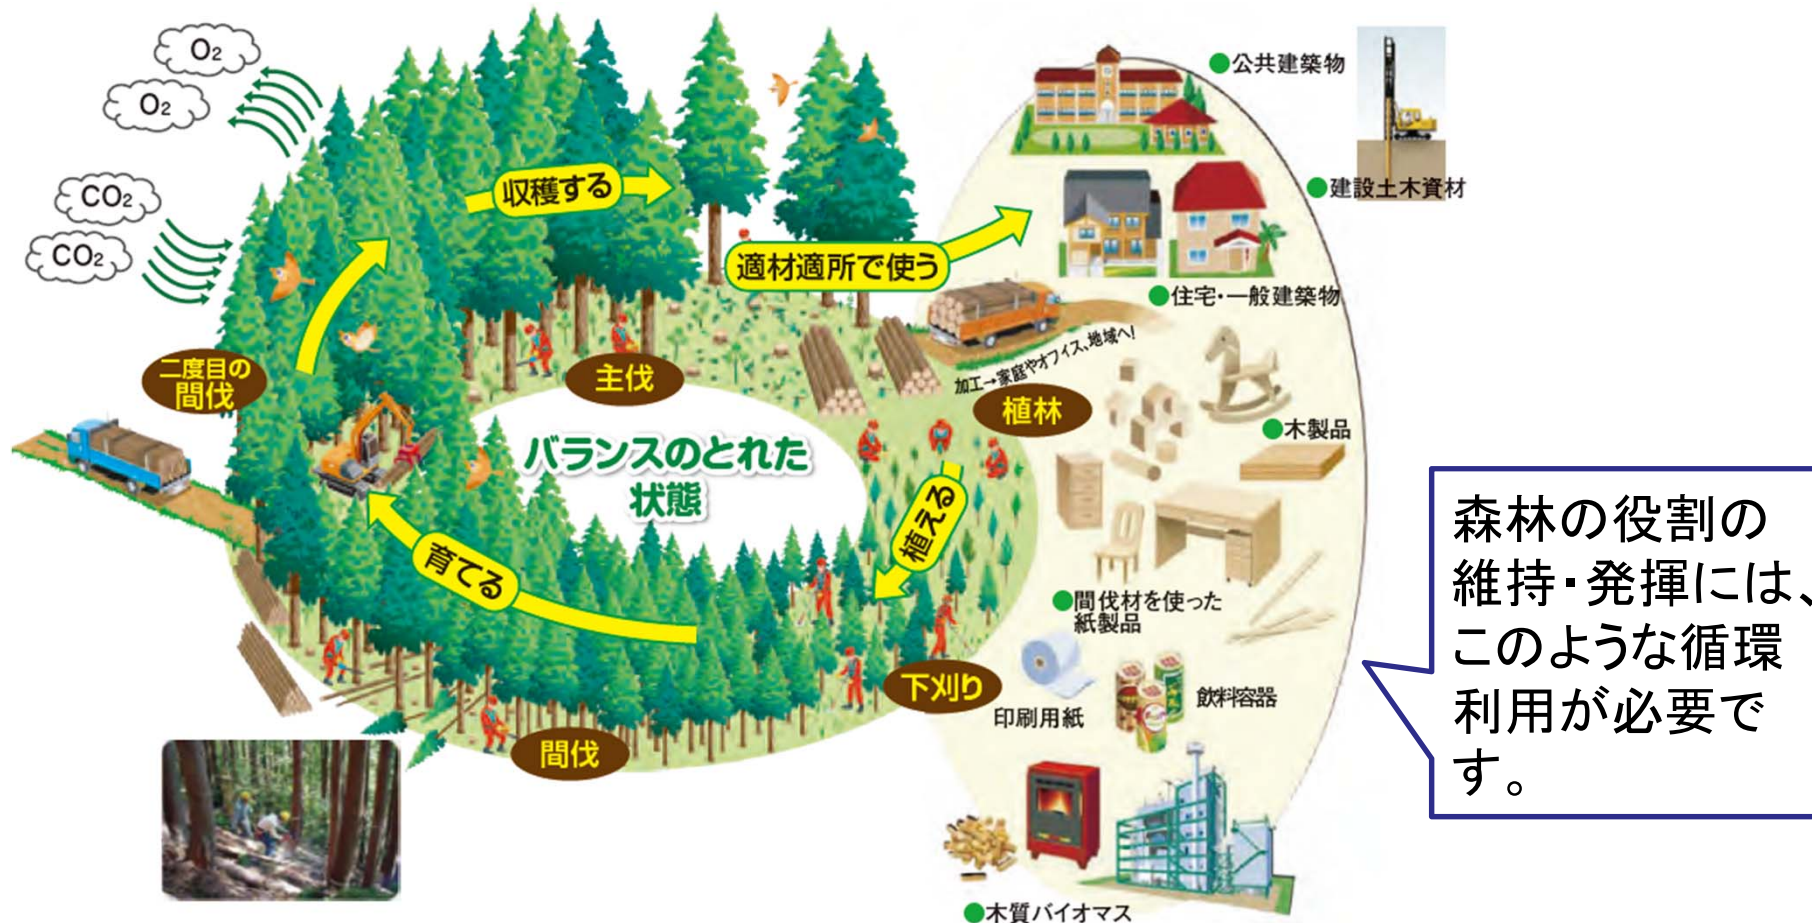 O₂
O₂
CO₂
CO₂
収穫する
適材適所で使う
二度目の
間伐
主伐
加工→家庭やオフィス、地域へ!
植林
バランスのとれた
状態
植える
育てる
下刈り
間伐
●公共建築物
●建設土木資材
●住宅・一般建築物
●木製品
●間伐材を使った
紙製品
印刷用紙
飲料容器
●木質バイオマス
森林の役割の
維持・発揮には、
このような循環
利用が必要で
す。